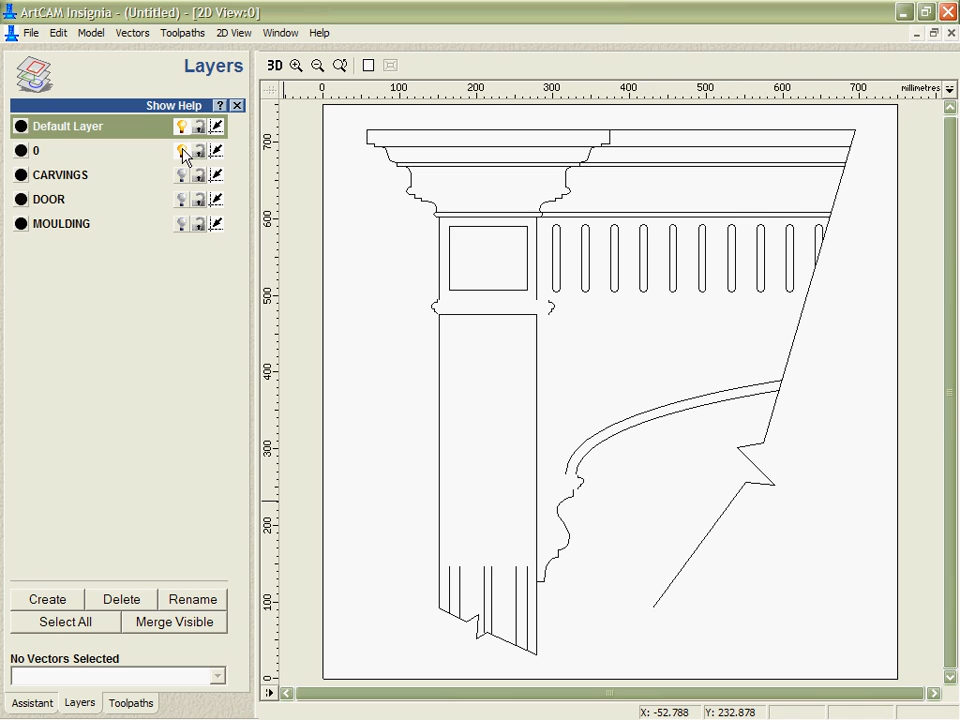 ArtCAM Insignia - (Untitled) - [2D View:0]
File Edit Model Vectors Toolpaths 2D View Window Help
Layers
Show Help ? X
Default Layer
0
CARVINGS
DOOR
MOULDING
Create Delete Rename
Select All Merge Visible
No Vectors Selected
Assistant Layers Toolpaths
3D
0 100 200 300 400 500 600 700 millimetres
700
600
500
400
300
200
100
0
X: -52.788 Y: 232.878